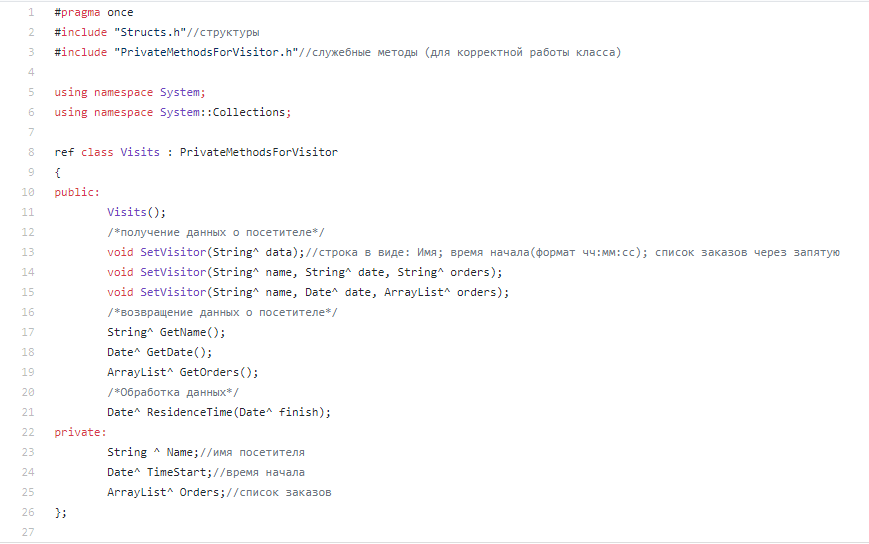 1 #pragma once
2 #include "Structs.h"//структуры
3 #include "PrivateMethodsForVisitor.h"//служебные методы (для корректной работы класса)
4
5 using namespace System;
6 using namespace System::Collections;
7
8 ref class Visits : PrivateMethodsForVisitor
9 {
10 public:
11 Visits();
12 /*получение данных о посетителе*/
13 void SetVisitor(String^ data);//строка в виде: Имя; время начала(формат чч:мм:сс); список заказов через запятую
14 void SetVisitor(String^ name, String^ date, String^ orders);
15 void SetVisitor(String^ name, Date^ date, ArrayList^ orders);
16 /*возвращение данных о посетителе*/
17 String^ GetName();
18 Date^ GetDate();
19 ArrayList^ GetOrders();
20 /*Обработка данных*/
21 Date^ ResidenceTime(Date^ finish);
22 private:
23 String ^ Name;//имя посетителя
24 Date^ TimeStart;//время начала
25 ArrayList^ Orders;//список заказов
26 };
27